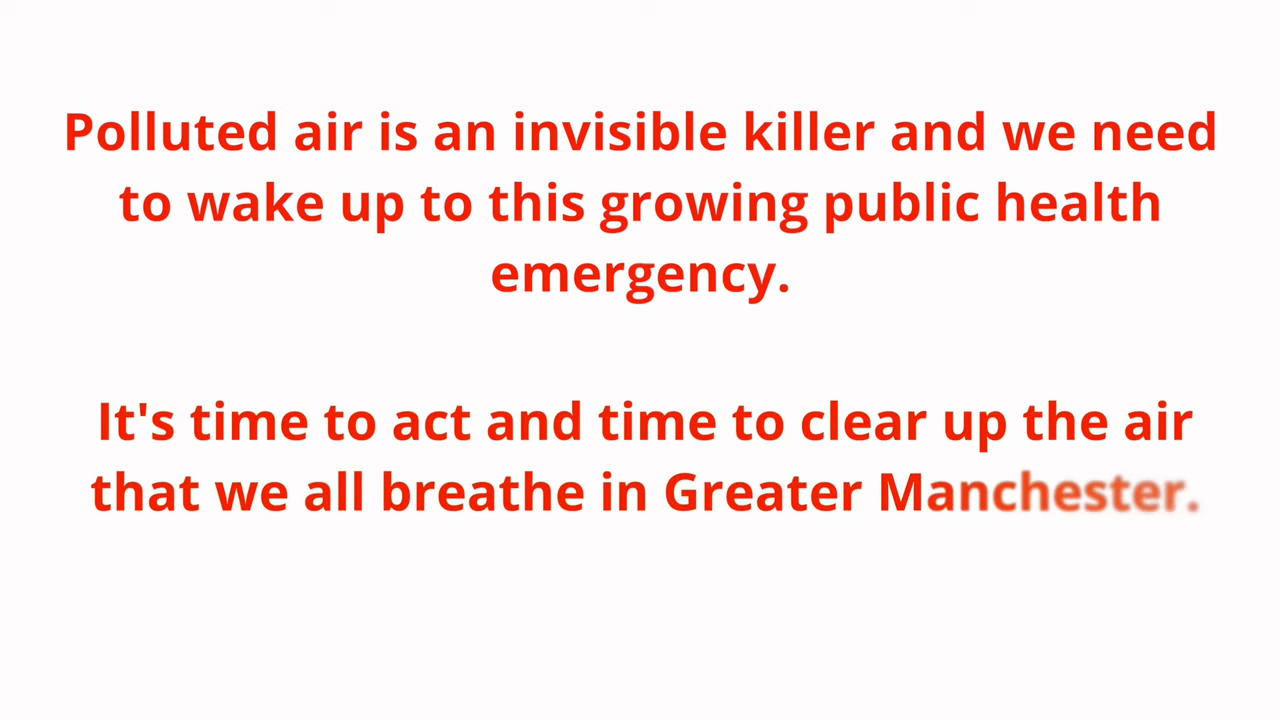 Polluted air is an invisible killer and we need
to wake up to this growing public health
emergency.
It's time to act and time to clear up the air
that we all breathe in Greater Manchester.